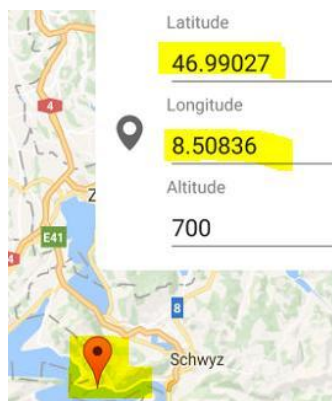 Latitude
46.99027
Longitude
8.50836
Altitude
700
4
Z
E41
8
Schwyz